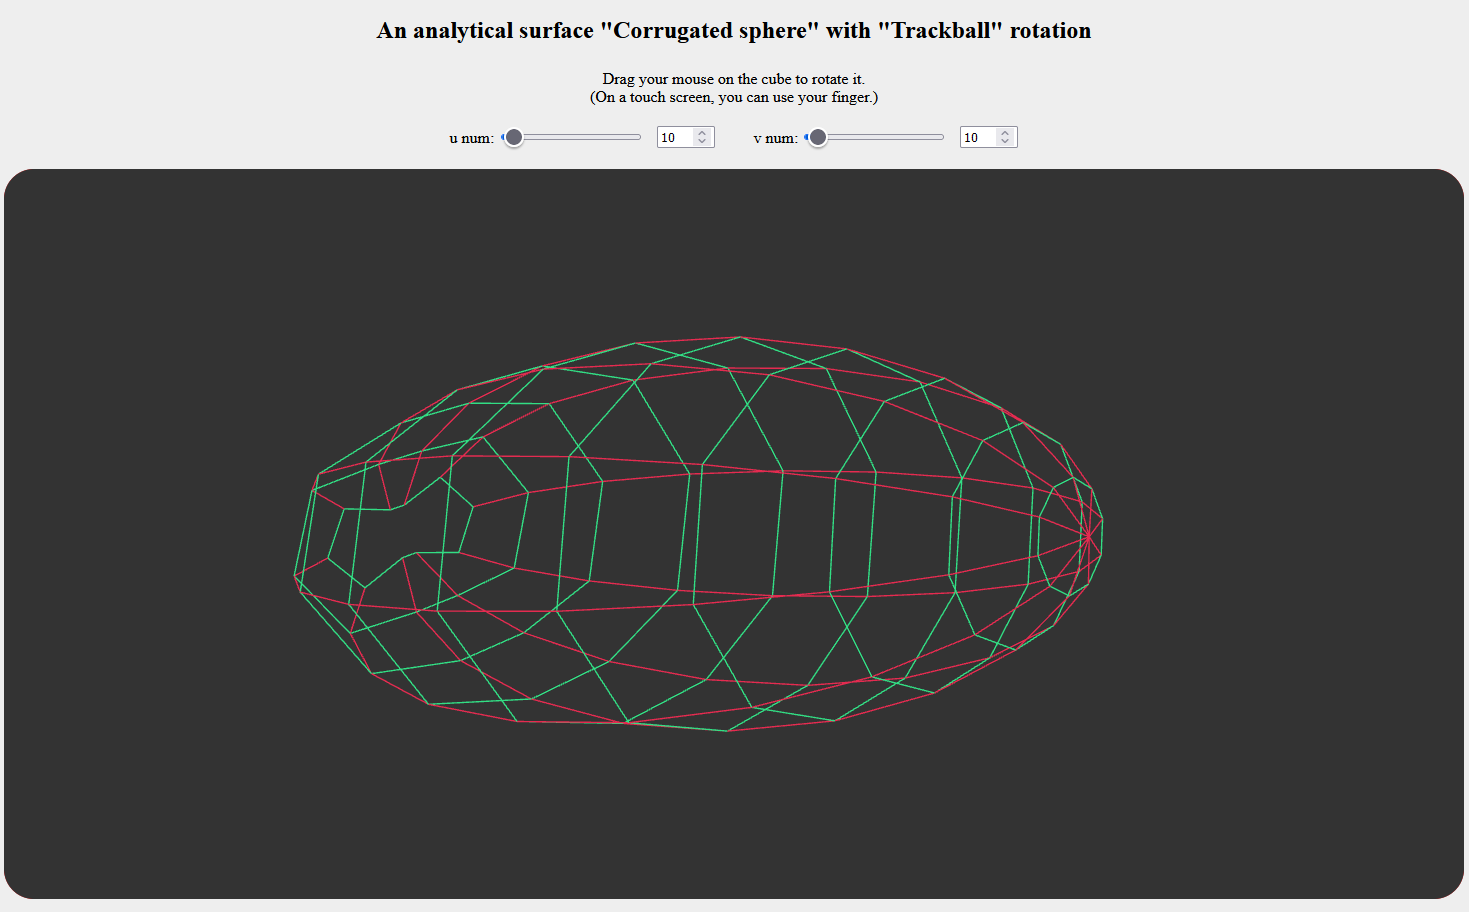 An analytical surface "Corrugated sphere" with "Trackball" rotation
Drag your mouse on the cube to rotate it.
(On a touch screen, you can use your finger.)
u num: 10 v num: 10